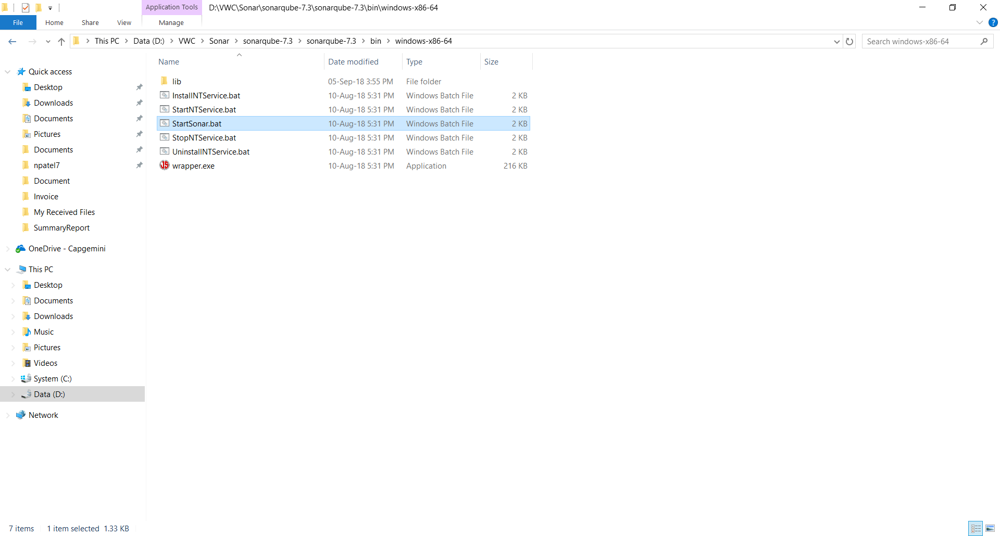 Application Tools
D:\VWC\Sonar\sonarqube-7.3\sonarqube-7.3\bin\windows-x86-64
File Home Share View Manage
This PC Data (D:) VWC Sonar sonarqube-7.3 sonarqube-7.3 bin windows-x86-64
Search windows-x86-64
Quick access
Desktop
Downloads
Documents
Pictures
Documents
npatel7
Document
Invoice
My Received Files
SummaryReport
OneDrive - Capgemini
This PC
Desktop
Documents
Downloads
Music
Pictures
Videos
System (C:)
Data (D:)
Network
Name Date modified Type Size
lib 05-Sep-18 3:55 PM File folder
InstallNTService.bat 10-Aug-18 5:31 PM Windows Batch File 2 KB
StartNTService.bat 10-Aug-18 5:31 PM Windows Batch File 2 KB
StartSonar.bat 10-Aug-18 5:31 PM Windows Batch File 2 KB
StopNTService.bat 10-Aug-18 5:31 PM Windows Batch File 2 KB
UninstallNTService.bat 10-Aug-18 5:31 PM Windows Batch File 2 KB
wrapper.exe 10-Aug-18 5:31 PM Application 216 KB
7 items 1 item selected 1.33 KB